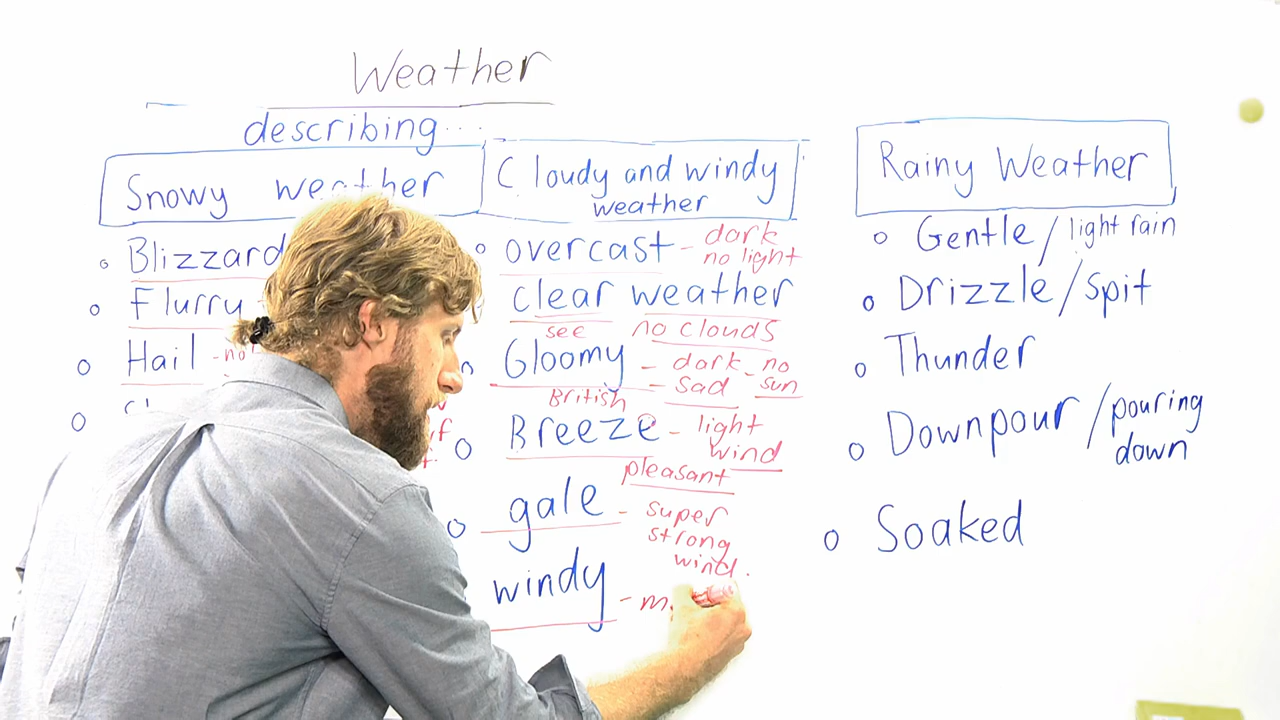 Weather
describing...
Snowy weather
Blizzard
Flurry
Hail
Cloudy and windy
weather
overcast - dark
no light
clear weather
see no clouds
Gloomy - dark - no
- sad sun
British
Breeze - light
wind
pleasant
gale - super
strong
wind.
windy
Rainy Weather
Gentle / light rain
Drizzle / Spit
Thunder
Downpour / pouring
down
Soaked